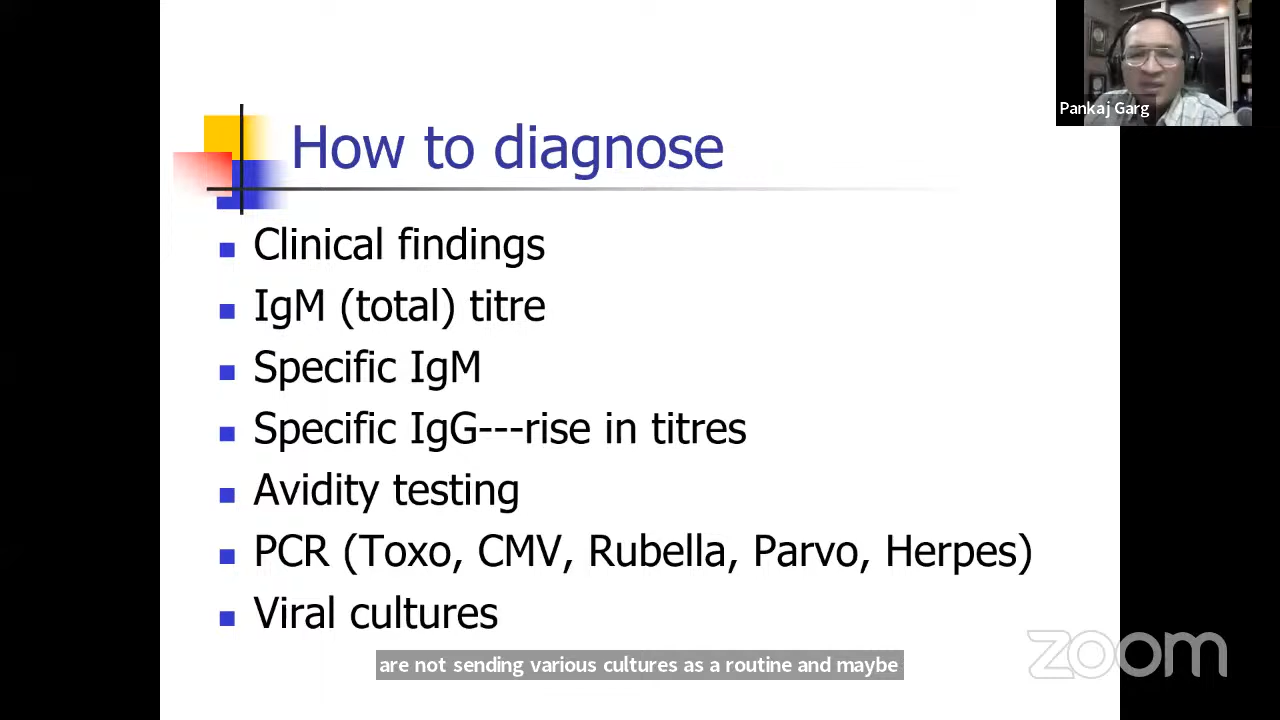 Pankaj Garg
How to diagnose
Clinical findings
IgM (total) titre
Specific IgM
Specific IgG---rise in titres
Avidity testing
PCR (Toxo, CMV, Rubella, Parvo, Herpes)
Viral cultures
are not sending various cultures as a routine and maybe
zoom